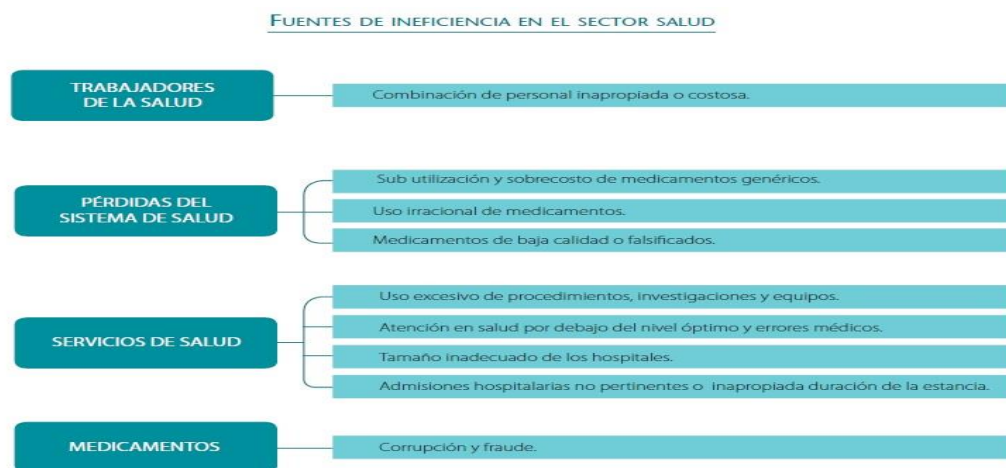 FUENTES DE INEFICIENCIA EN EL SECTOR SALUD
TRABAJADORES
DE LA SALUD
Combinación de personal inapropiada o costosa.
PÉRDIDAS DEL
SISTEMA DE SALUD
Sub utilización y sobrecosto de medicamentos genéricos.
Uso irracional de medicamentos.
Medicamentos de baja calidad o falsificados.
SERVICIOS DE SALUD
Uso excesivo de procedimientos, investigaciones y equipos.
Atención en salud por debajo del nivel óptimo y errores médicos.
Tamaño inadecuado de los hospitales.
Admisiones hospitalarias no pertinentes o inapropiada duración de la estancia.
MEDICAMENTOS
Corrupción y fraude.